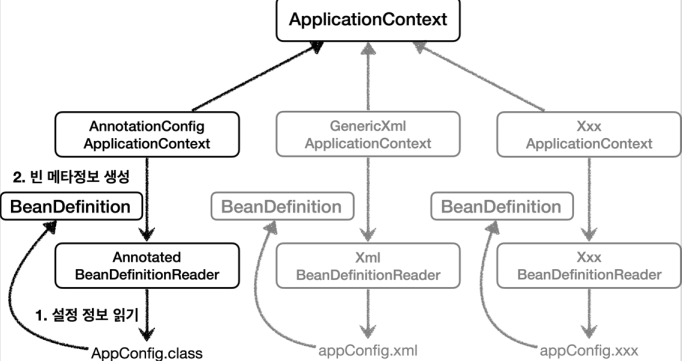 ApplicationContext
AnnotationConfig
ApplicationContext
GenericXml
ApplicationContext
Xxx
ApplicationContext
2. 빈 메타정보 생성
BeanDefinition
BeanDefinition
BeanDefinition
Annotated
BeanDefinitionReader
Xml
BeanDefinitionReader
Xxx
BeanDefinitionReader
1. 설정 정보 읽기
AppConfig.class
appConfig.xml
appConfig.xxx